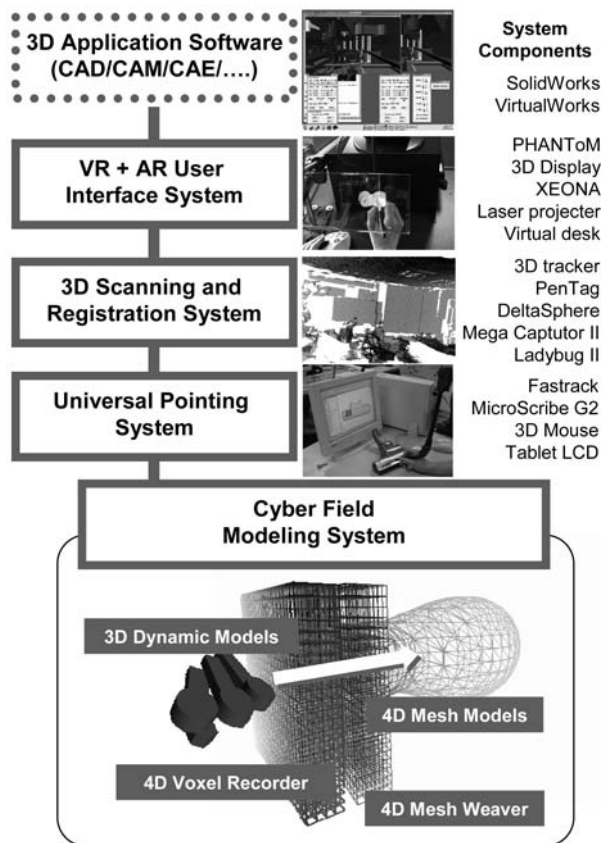 3D Application Software
(CAD/CAM/CAE/....)
System
Components
SolidWorks
VirtualWorks
VR + AR User
Interface System
PHANToM
3D Display
XEONA
Laser projecter
Virtual desk
3D Scanning and
Registration System
3D tracker
PenTag
DeltaSphere
Mega Captutor II
Ladybug II
Universal Pointing
System
Fastrack
MicroScribe G2
3D Mouse
Tablet LCD
Cyber Field
Modeling System
3D Dynamic Models
4D Mesh Models
4D Voxel Recorder
4D Mesh Weaver